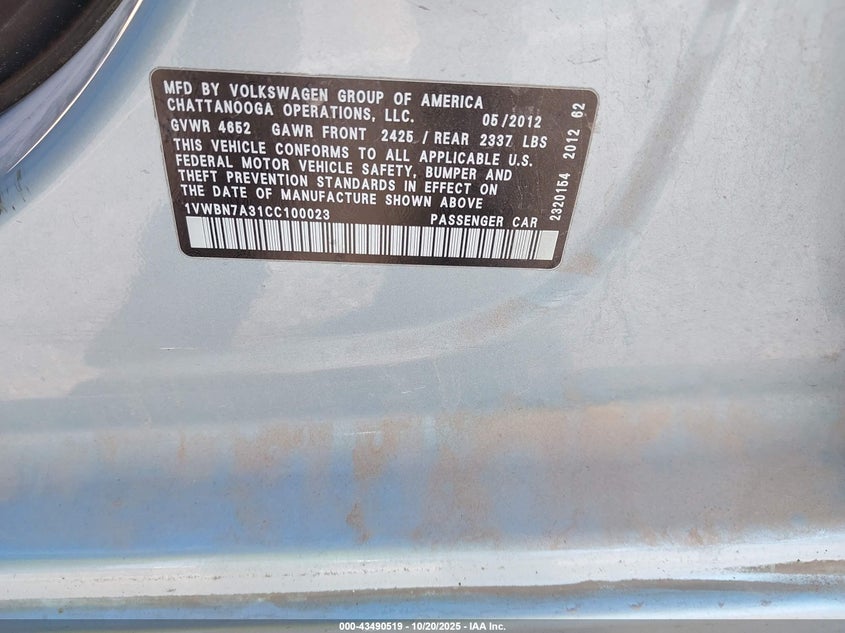 MFD BY VOLKSWAGEN GROUP OF AMERICA
CHATTANOOGA OPERATIONS, LLC. 05/2012
GVWR 4652 GAWR FRONT 2425 / REAR 2337 LBS
THIS VEHICLE CONFORMS TO ALL APPLICABLE U.S.
FEDERAL MOTOR VEHICLE SAFETY, BUMPER AND
THEFT PREVENTION STANDARDS IN EFFECT ON
THE DATE OF MANUFACTURE SHOWN ABOVE
1VWBN7A31CC100023 PASSENGER CAR
2320154 2012 62
000-43490519 - 10/20/2025 - IAA Inc.